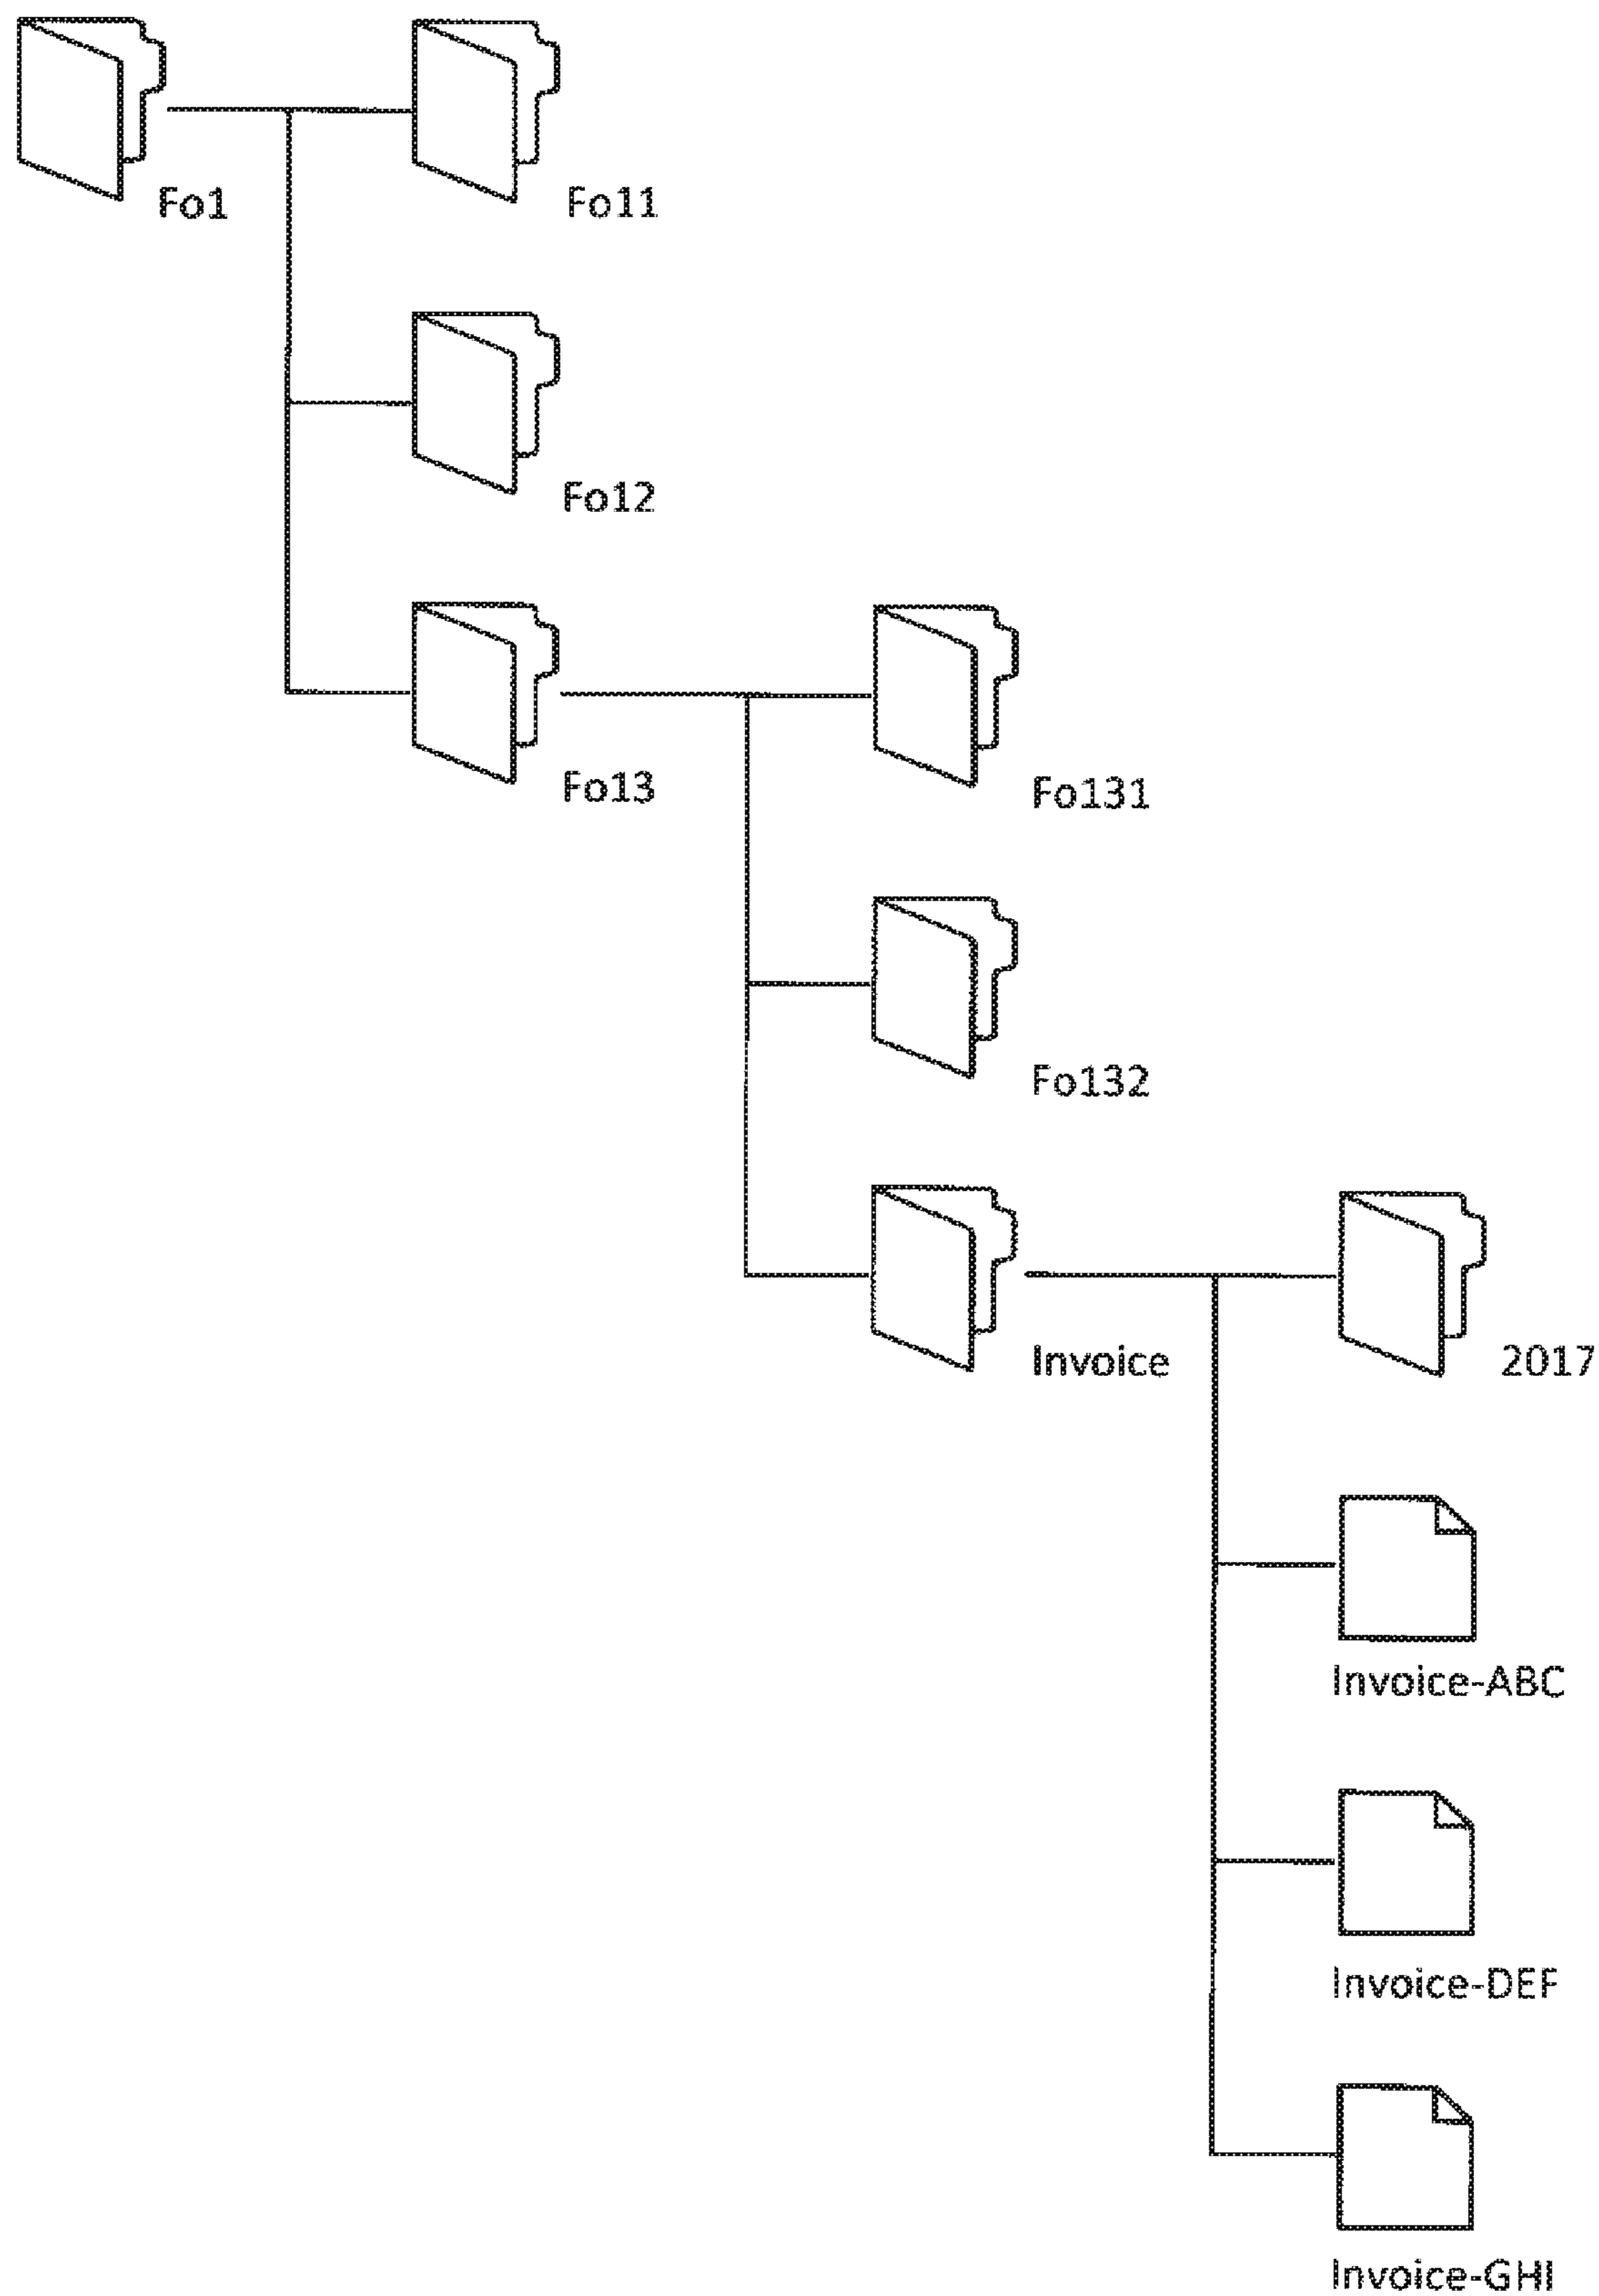 Fo1
Fo11
Fo12
Fo13
Fo131
Fo132
Invoice
2017
Invoice-ABC
Invoice-DEF
Invoice-GHI